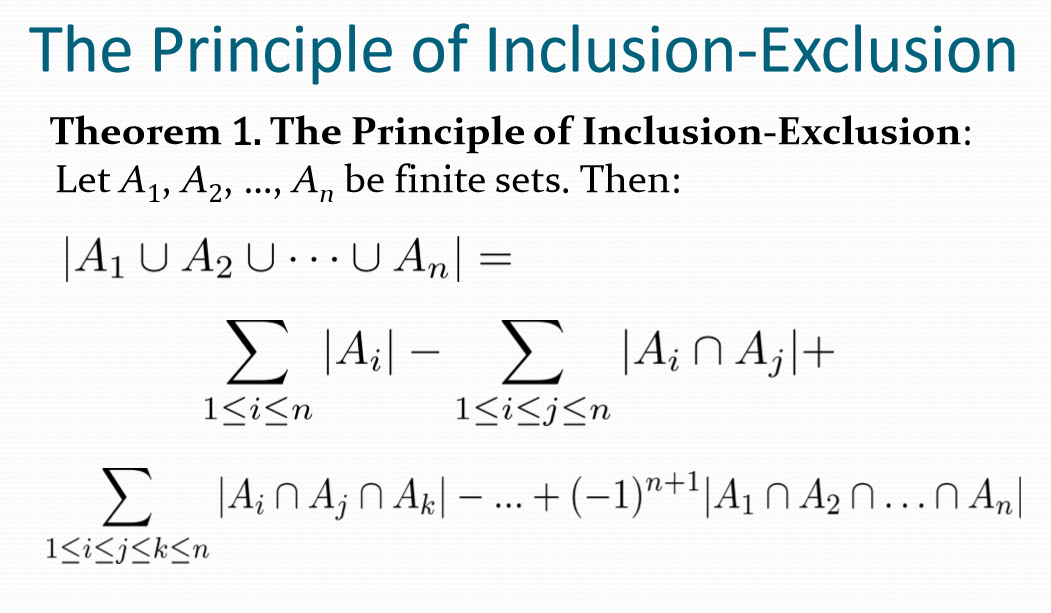 The Principle of Inclusion-Exclusion
Theorem 1. The Principle of Inclusion-Exclusion:
Let A₁, A₂, ..., Aₙ be finite sets. Then:
|A₁ ∪ A₂ ∪ ⋯ ∪ Aₙ| =
∑ |Aᵢ| − ∑ |Aᵢ ∩ Aⱼ|+
1≤i≤n 1≤i≤j≤n
∑ |Aᵢ ∩ Aⱼ ∩ Aₖ| − ... + (−1)ⁿ⁺¹|A₁ ∩ A₂ ∩ ... ∩ Aₙ|
1≤i≤j≤k≤n